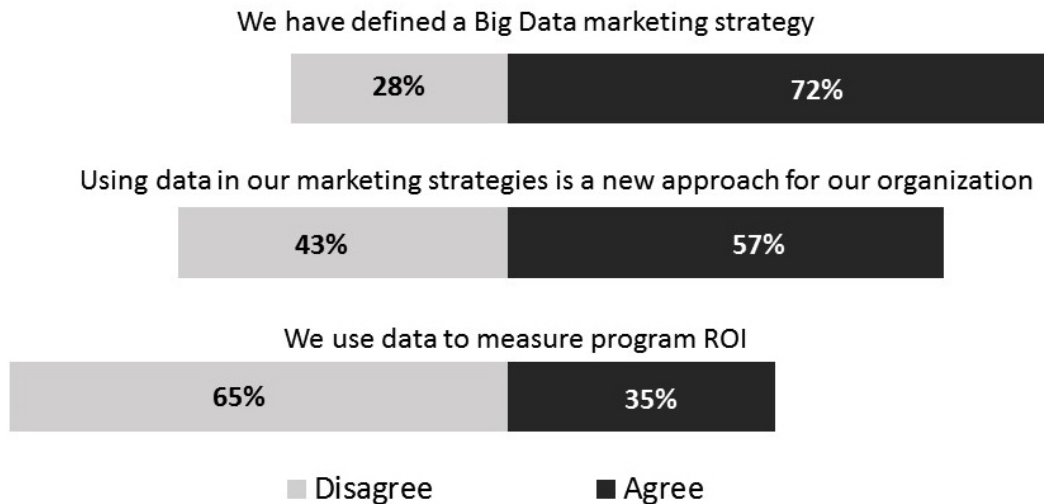 We have defined a Big Data marketing strategy
28% 72%
Using data in our marketing strategies is a new approach for our organization
43% 57%
We use data to measure program ROI
65% 35%
Disagree Agree